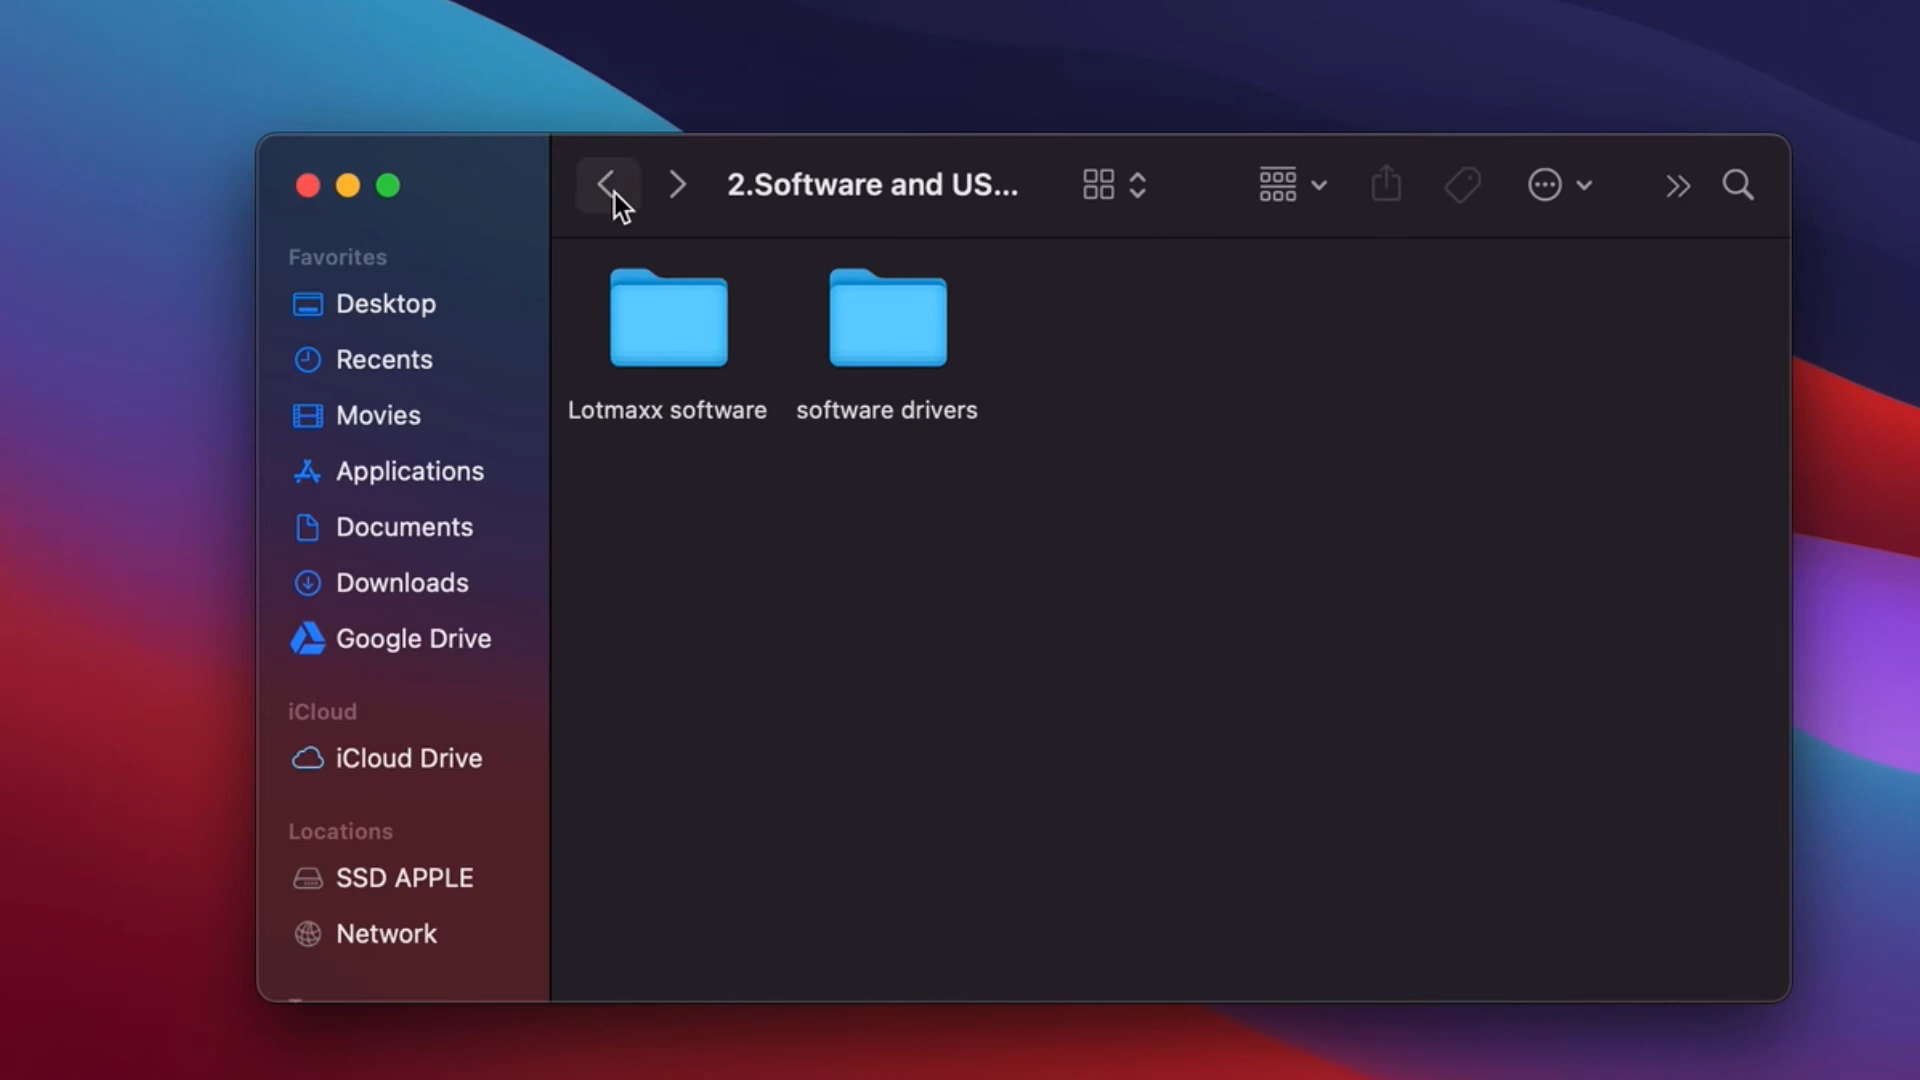 2.Software and US...
Favorites
Desktop
Recents
Movies
Applications
Documents
Downloads
Google Drive
iCloud
iCloud Drive
Locations
SSD APPLE
Network
Lotmaxx software
software drivers